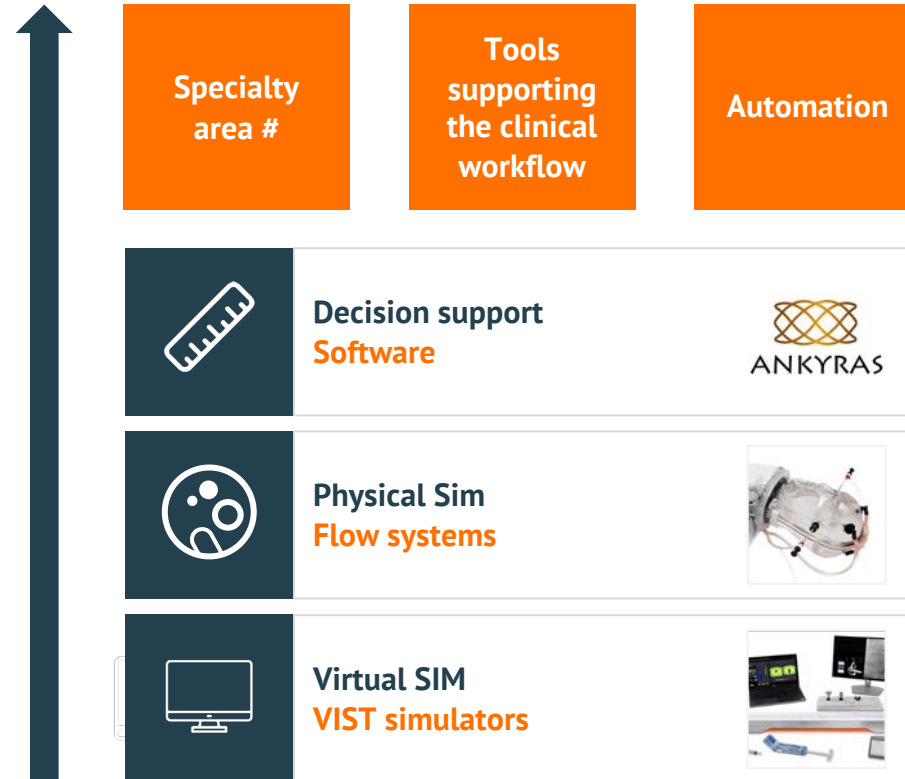 Specialty
area #
Tools
supporting
the clinical
workflow
Automation
Decision support
Software
ANKYRAS
Physical Sim
Flow systems
Virtual SIM
VIST simulators